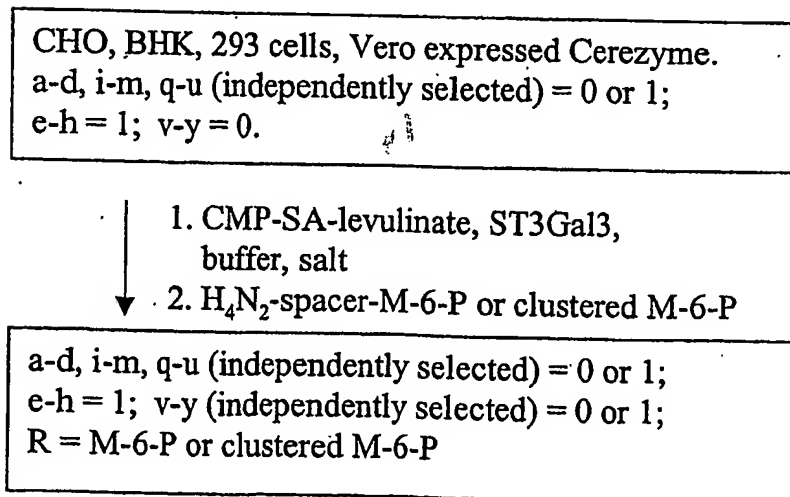 CHO, BHK, 293 cells, Vero expressed Cerezyme.
a-d, i-m, q-u (independently selected) = 0 or 1;
e-h = 1; v-y = 0.
1. CMP-SA-levulinate, ST3Gal3,
buffer, salt
2. H₄N₂-spacer-M-6-P or clustered M-6-P
a-d, i-m, q-u (independently selected) = 0 or 1;
e-h = 1; v-y (independently selected) = 0 or 1;
R = M-6-P or clustered M-6-P